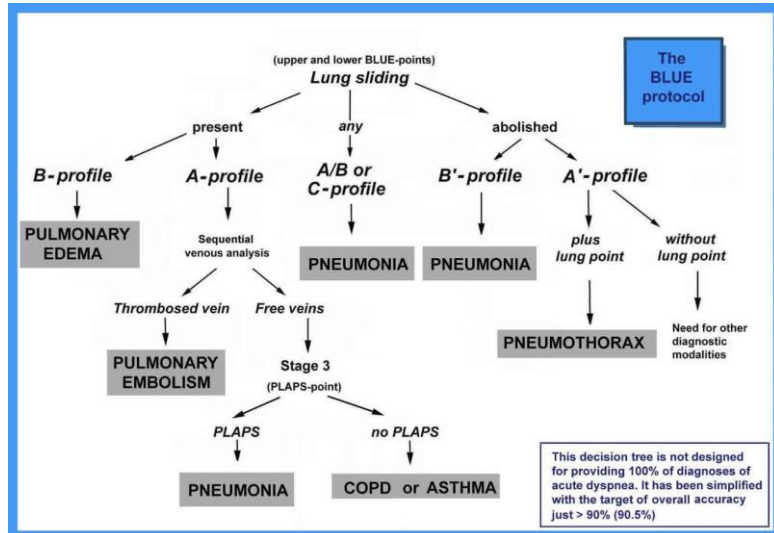 (upper and lower BLUE-points)
Lung sliding
The
BLUE
protocol
present
any
abolished
B-profile
A-profile
A/B or
C-profile
B'-profile
A'-profile
PULMONARY
EDEMA
Sequential
venous analysis
PNEUMONIA
PNEUMONIA
plus
lung point
without
lung point
Thrombosed vein
Free veins
PULMONARY
EMBOLISM
Stage 3
(PLAPS-point)
PNEUMOTHORAX
Need for other
diagnostic
modalities
PLAPS
no PLAPS
PNEUMONIA
COPD or ASTHMA
This decision tree is not designed
for providing 100% of diagnoses of
acute dyspnea. It has been simplified
with the target of overall accuracy
just > 90% (90.5%)